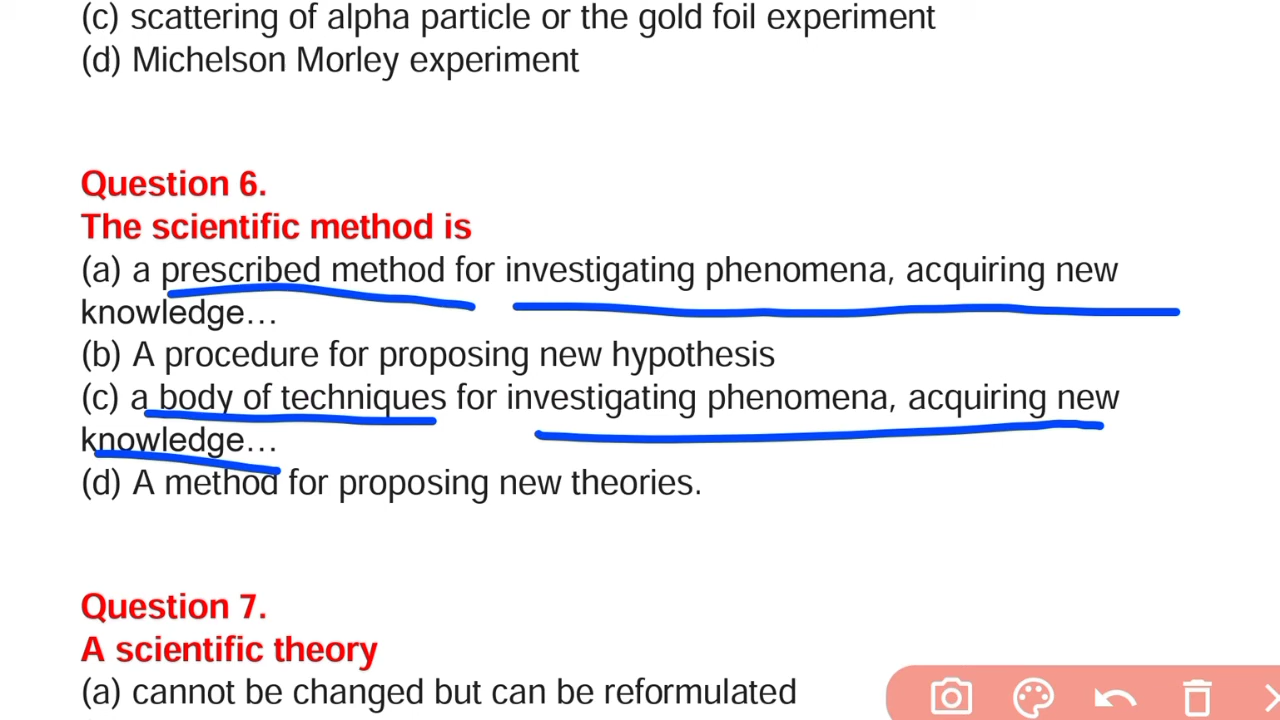 (c) scattering of alpha particle or the gold foil experiment
(d) Michelson Morley experiment
Question 6.
The scientific method is
(a) a prescribed method for investigating phenomena, acquiring new
knowledge…
(b) A procedure for proposing new hypothesis
(c) a body of techniques for investigating phenomena, acquiring new
knowledge…
(d) A method for proposing new theories.
Question 7.
A scientific theory
(a) cannot be changed but can be reformulated